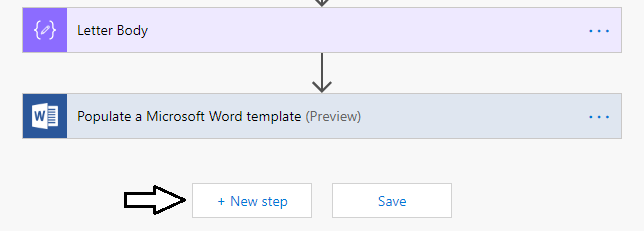 Letter Body
...
W
Populate a Microsoft Word template (Preview)
...
+ New step
Save